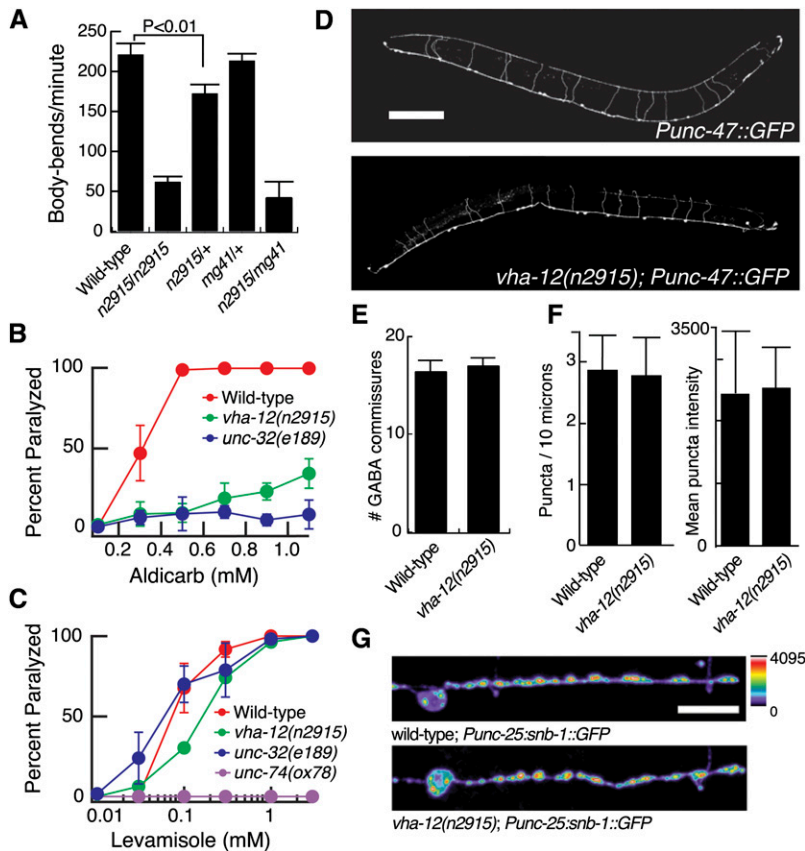 A
P<0.01
250
200
150
100
50
0
Body-bends/minute
Wild-type
n2915/n2915
n2915/+
mg41/+
n2915/mg41
B
100
50
0
Percent Paralyzed
Wild-type
vha-12(n2915)
unc-32(e189)
0.2
0.4
0.6
0.8
1.0
Aldicarb (mM)
C
100
50
0
Percent Paralyzed
Wild-type
vha-12(n2915)
unc-32(e189)
unc-74(ox78)
0.01
0.1
1
Levamisole (mM)
D
Punc-47::GFP
vha-12(n2915); Punc-47::GFP
E
20
10
0
# GABA commissures
Wild-type
vha-12(n2915)
F
3
2
1
0
Puncta / 10 microns
Wild-type
vha-12(n2915)
3500
0
Mean puncta intensity
Wild-type
vha-12(n2915)
G
4095
0
wild-type; Punc-25:snb-1::GFP
vha-12(n2915); Punc-25:snb-1::GFP